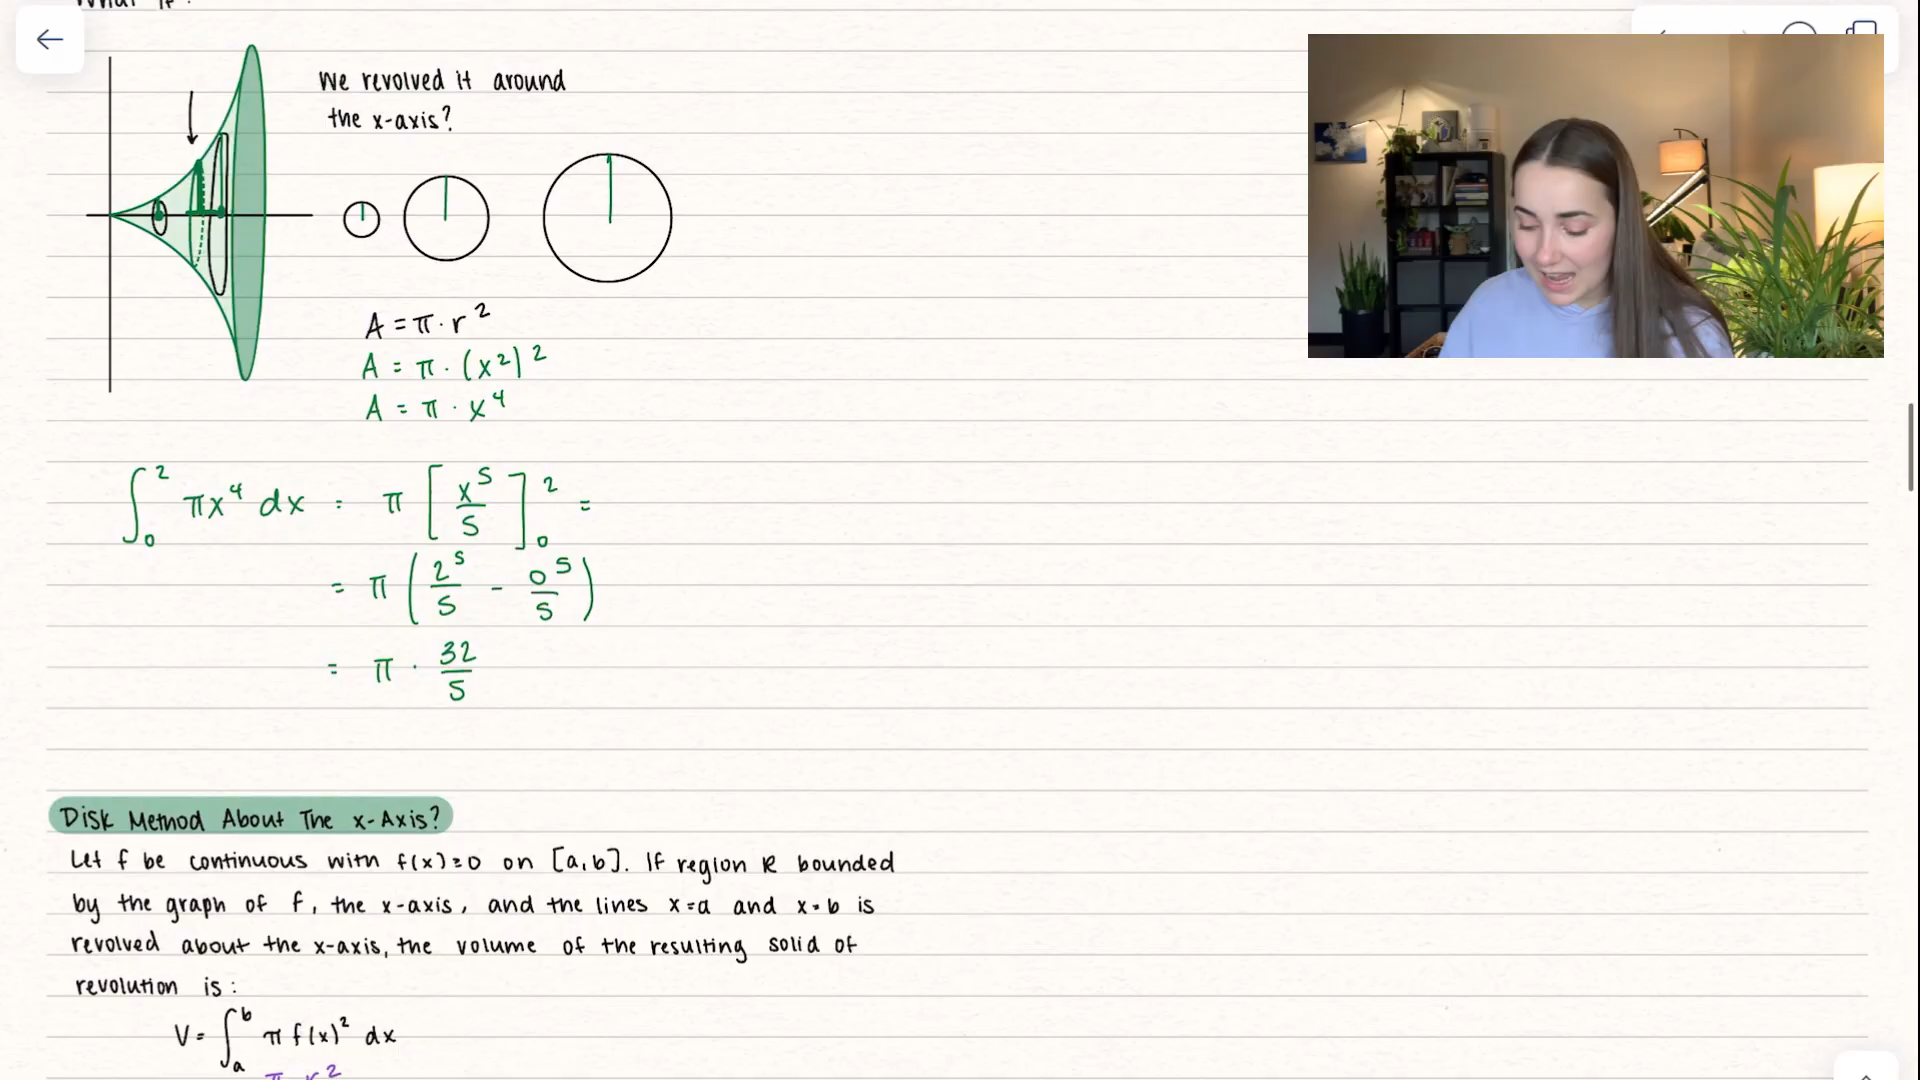 We revolved it around
the x-axis?
A = π · r²
A = π · (x²)²
A = π · x⁴
∫₀² πx⁴ dx = π [x⁵/5]₀² =
= π (2⁵/5 - 0⁵/5)
= π · 32/5
Disk Method About The x-Axis?
Let f be continuous with f(x)≥0 on [a,b]. If region R bounded
by the graph of f, the x-axis, and the lines x=a and x=b is
revolved about the x-axis, the volume of the resulting solid of
revolution is:
V = ∫ₐᵇ π f(x)² dx
π r²